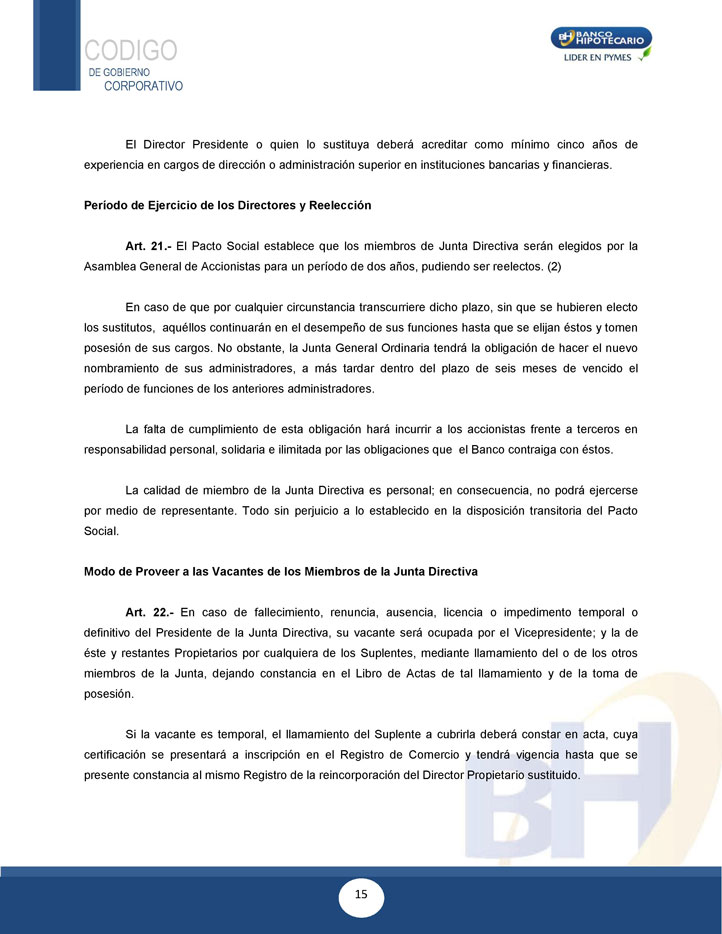 CODIGO
DE GOBIERNO
CORPORATIVO
BH BANCO
HIPOTECARIO
LIDER EN PYMES
El Director Presidente o quien lo sustituya deberá acreditar como mínimo cinco años de
experiencia en cargos de dirección o administración superior en instituciones bancarias y financieras.
Período de Ejercicio de los Directores y Reelección
Art. 21.- El Pacto Social establece que los miembros de Junta Directiva serán elegidos por la
Asamblea General de Accionistas para un período de dos años, pudiendo ser reelectos. (2)
En caso de que por cualquier circunstancia transcurriere dicho plazo, sin que se hubieren electo
los sustitutos, aquéllos continuarán en el desempeño de sus funciones hasta que se elijan éstos y tomen
posesión de sus cargos. No obstante, la Junta General Ordinaria tendrá la obligación de hacer el nuevo
nombramiento de sus administradores, a más tardar dentro del plazo de seis meses de vencido el
período de funciones de los anteriores administradores.
La falta de cumplimiento de esta obligación hará incurrir a los accionistas frente a terceros en
responsabilidad personal, solidaria e ilimitada por las obligaciones que el Banco contraiga con éstos.
La calidad de miembro de la Junta Directiva es personal; en consecuencia, no podrá ejercerse
por medio de representante. Todo sin perjuicio a lo establecido en la disposición transitoria del Pacto
Social.
Modo de Proveer a las Vacantes de los Miembros de la Junta Directiva
Art. 22.- En caso de fallecimiento, renuncia, ausencia, licencia o impedimento temporal o
definitivo del Presidente de la Junta Directiva, su vacante será ocupada por el Vicepresidente; y la de
éste y restantes Propietarios por cualquiera de los Suplentes, mediante llamamiento del o de los otros
miembros de la Junta, dejando constancia en el Libro de Actas de tal llamamiento y de la toma de
posesión.
Si la vacante es temporal, el llamamiento del Suplente a cubrirla deberá constar en acta, cuya
certificación se presentará a inscripción en el Registro de Comercio y tendrá vigencia hasta que se
presente constancia al mismo Registro de la reincorporación del Director Propietario sustituido.
BH
15